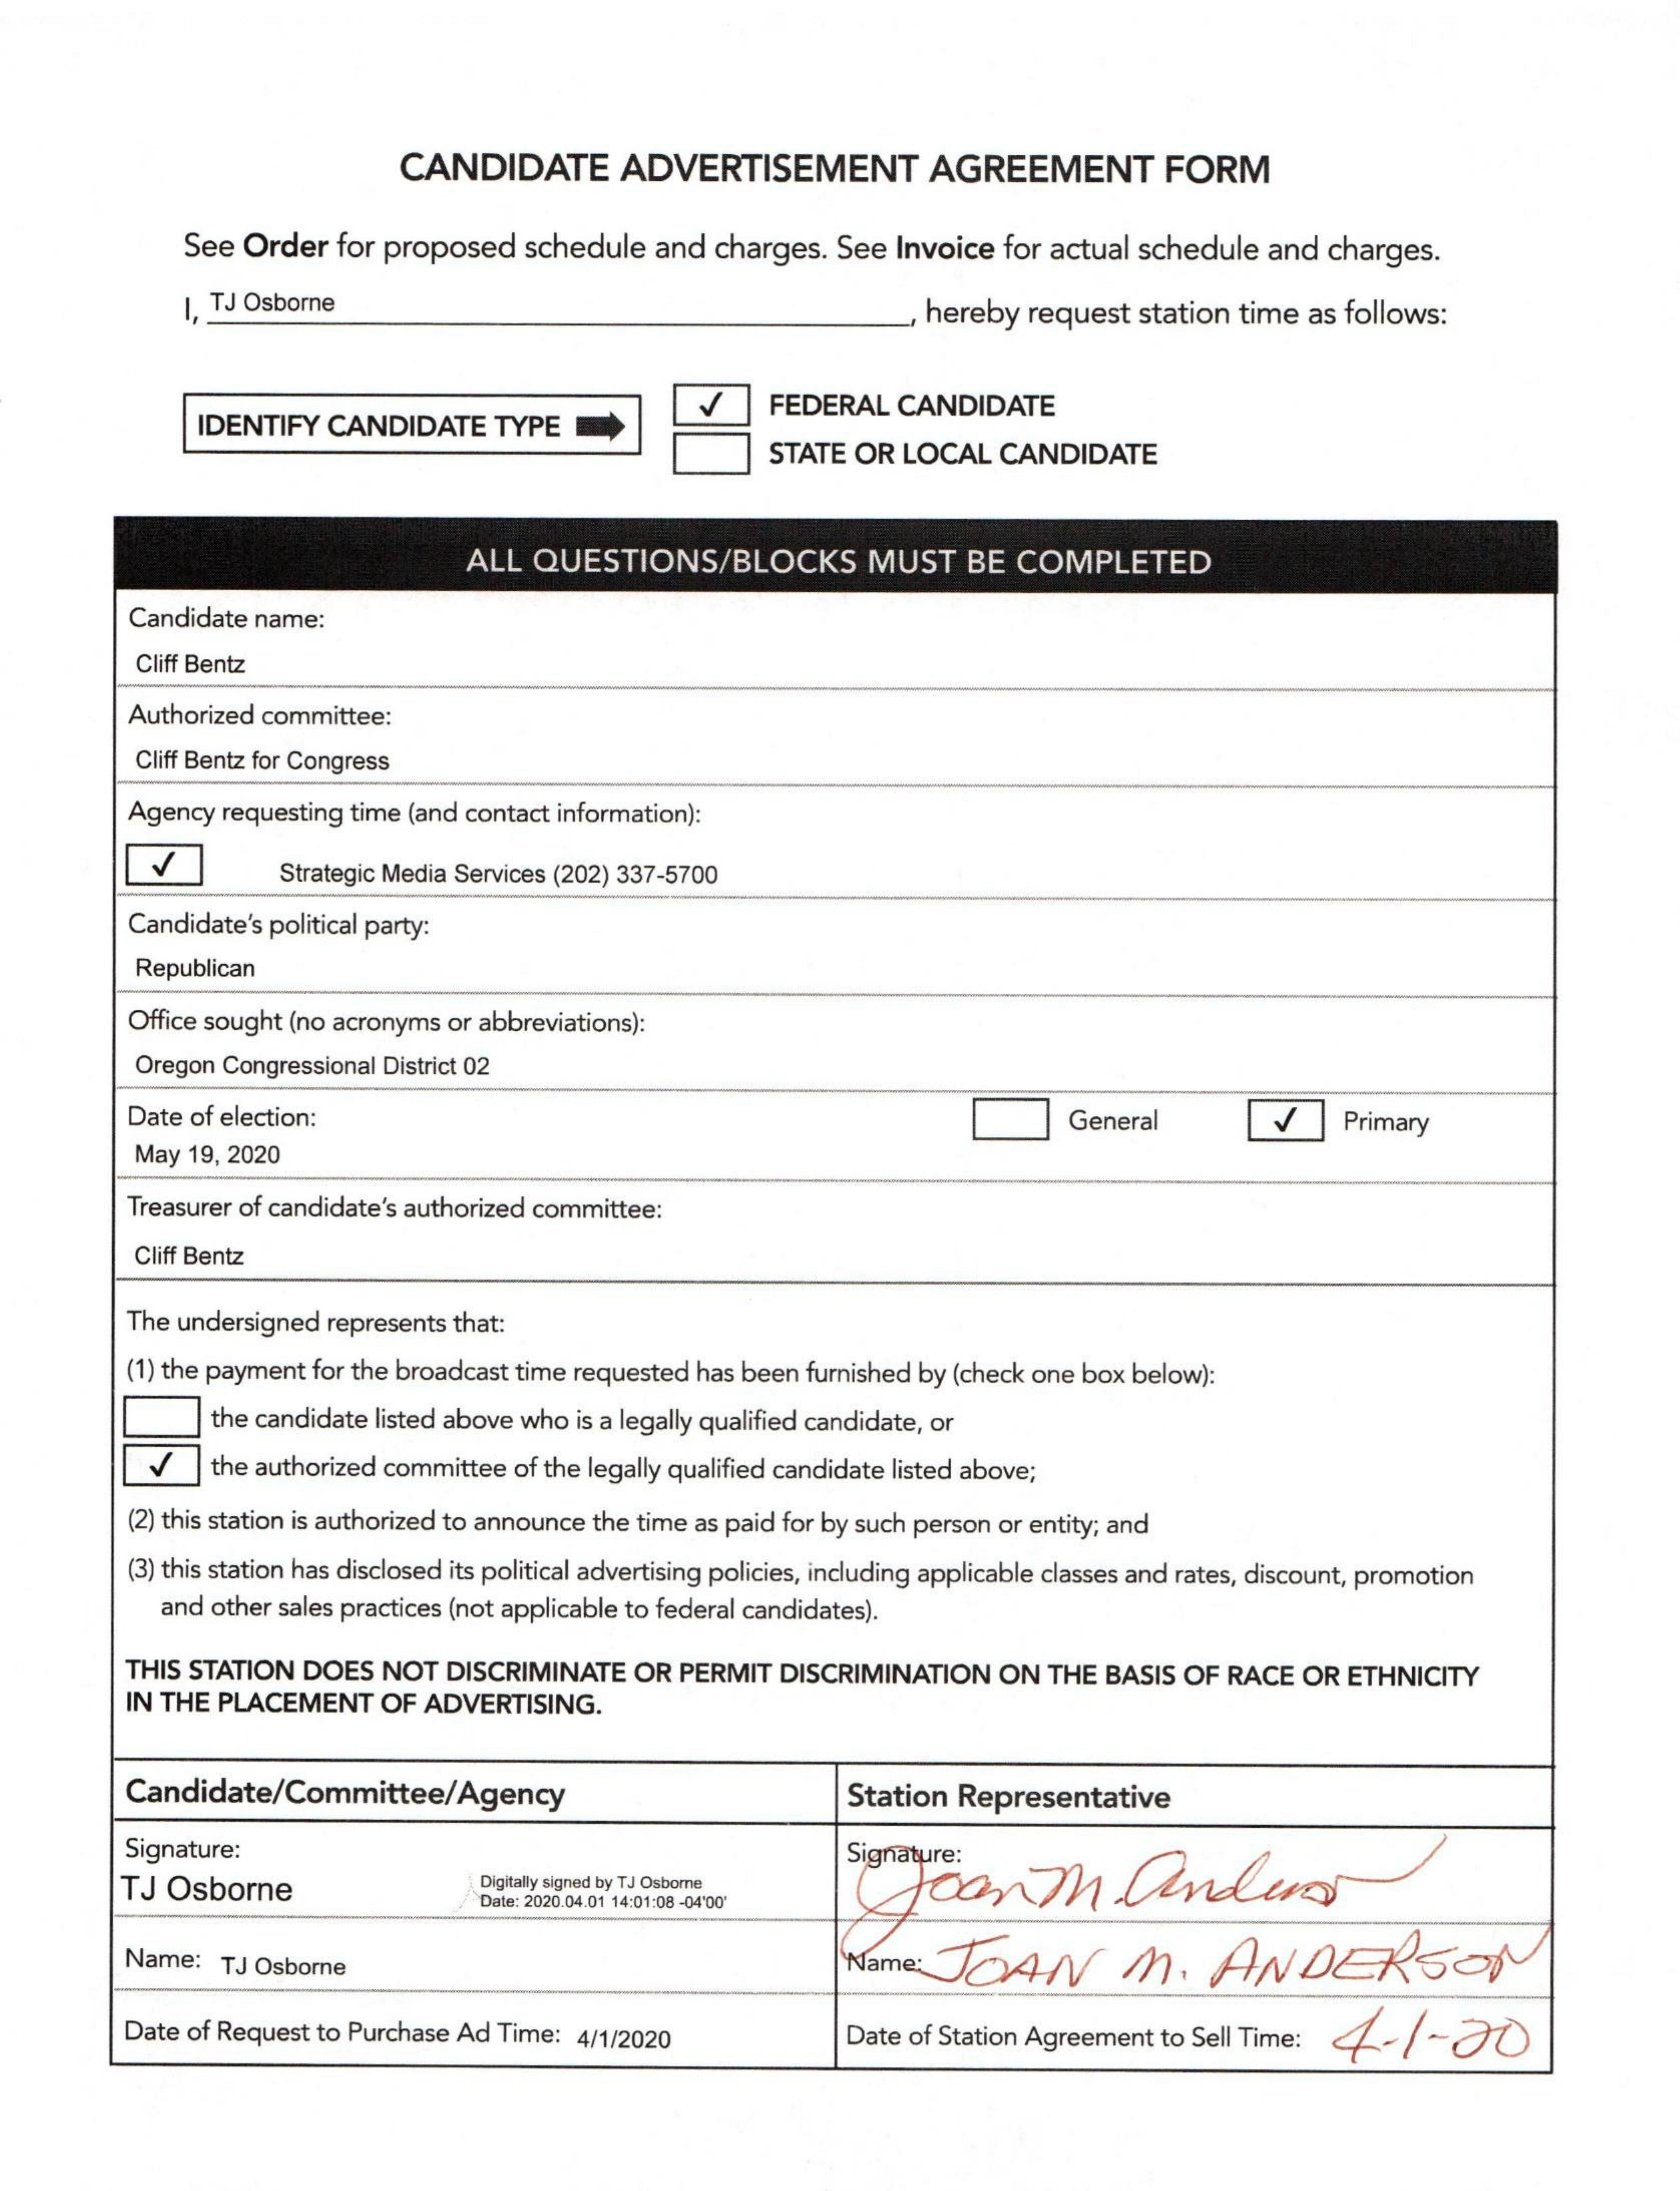 CANDIDATE ADVERTISEMENT AGREEMENT FORM
See Order for proposed schedule and charges. See Invoice for actual schedule and charges.
I, TJ Osborne, hereby request station time as follows:
IDENTIFY CANDIDATE TYPE
✓ FEDERAL CANDIDATE
STATE OR LOCAL CANDIDATE
ALL QUESTIONS/BLOCKS MUST BE COMPLETED
Candidate name:
Cliff Bentz
Authorized committee:
Cliff Bentz for Congress
Agency requesting time (and contact information):
✓ Strategic Media Services (202) 337-5700
Candidate's political party:
Republican
Office sought (no acronyms or abbreviations):
Oregon Congressional District 02
Date of election: General ✓ Primary
May 19, 2020
Treasurer of candidate's authorized committee:
Cliff Bentz
The undersigned represents that:
(1) the payment for the broadcast time requested has been furnished by (check one box below):
the candidate listed above who is a legally qualified candidate, or
✓ the authorized committee of the legally qualified candidate listed above;
(2) this station is authorized to announce the time as paid for by such person or entity; and
(3) this station has disclosed its political advertising policies, including applicable classes and rates, discount, promotion
and other sales practices (not applicable to federal candidates).
THIS STATION DOES NOT DISCRIMINATE OR PERMIT DISCRIMINATION ON THE BASIS OF RACE OR ETHNICITY
IN THE PLACEMENT OF ADVERTISING.
Candidate/Committee/Agency
Signature:
TJ Osborne
Digitally signed by TJ Osborne
Date: 2020.04.01 14:01:08 -04'00'
Name: TJ Osborne
Date of Request to Purchase Ad Time: 4/1/2020
Station Representative
Signature:
Joan M. Anderson
Name: JOAN M. ANDERSON
Date of Station Agreement to Sell Time: 4-1-20